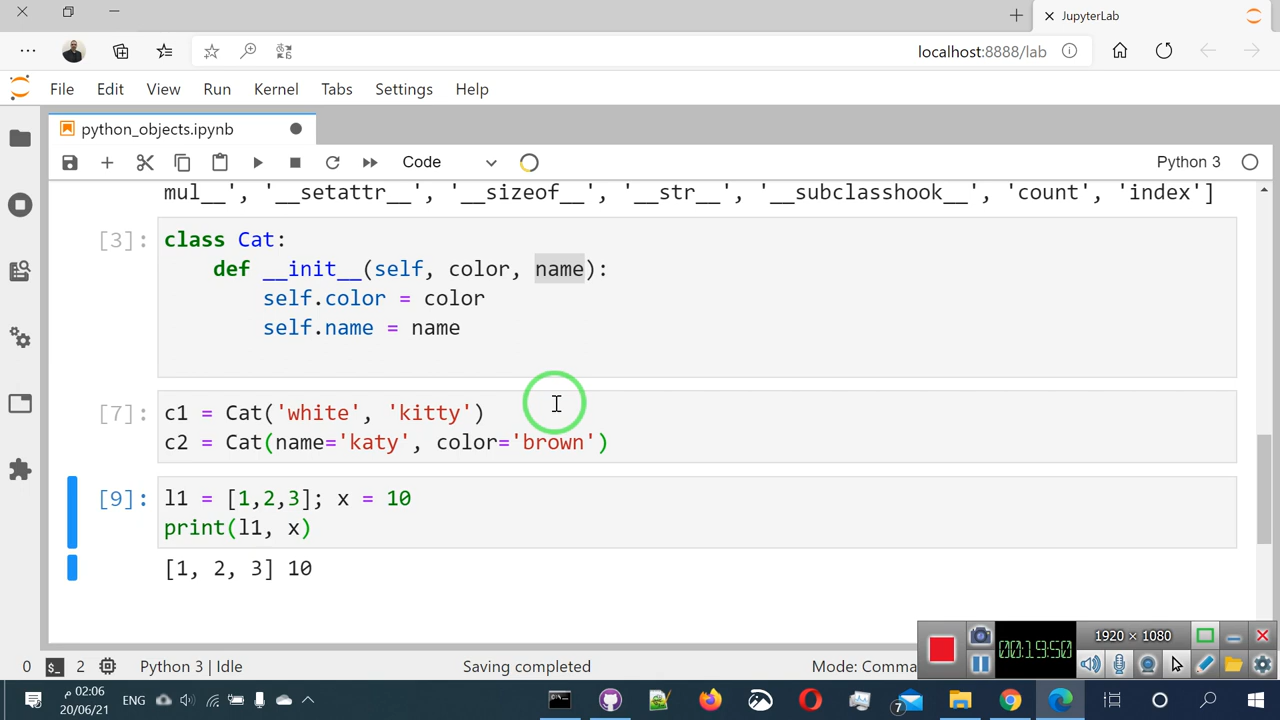 JupyterLab
localhost:8888/lab
File Edit View Run Kernel Tabs Settings Help
python_objects.ipynb
Code
Python 3
mul__', '__setattr__', '__sizeof__', '__str__', '__subclasshook__', 'count', 'index']
[3]: class Cat:
def __init__(self, color, name):
self.color = color
self.name = name
[7]: c1 = Cat('white', 'kitty')
c2 = Cat(name='katy', color='brown')
[9]: l1 = [1,2,3]; x = 10
print(l1, x)
[1, 2, 3] 10
1920 × 1080
00:19:50
0 2 Python 3 | Idle Saving completed Mode: Comma
02:06 م
20/06/21
ENG
7